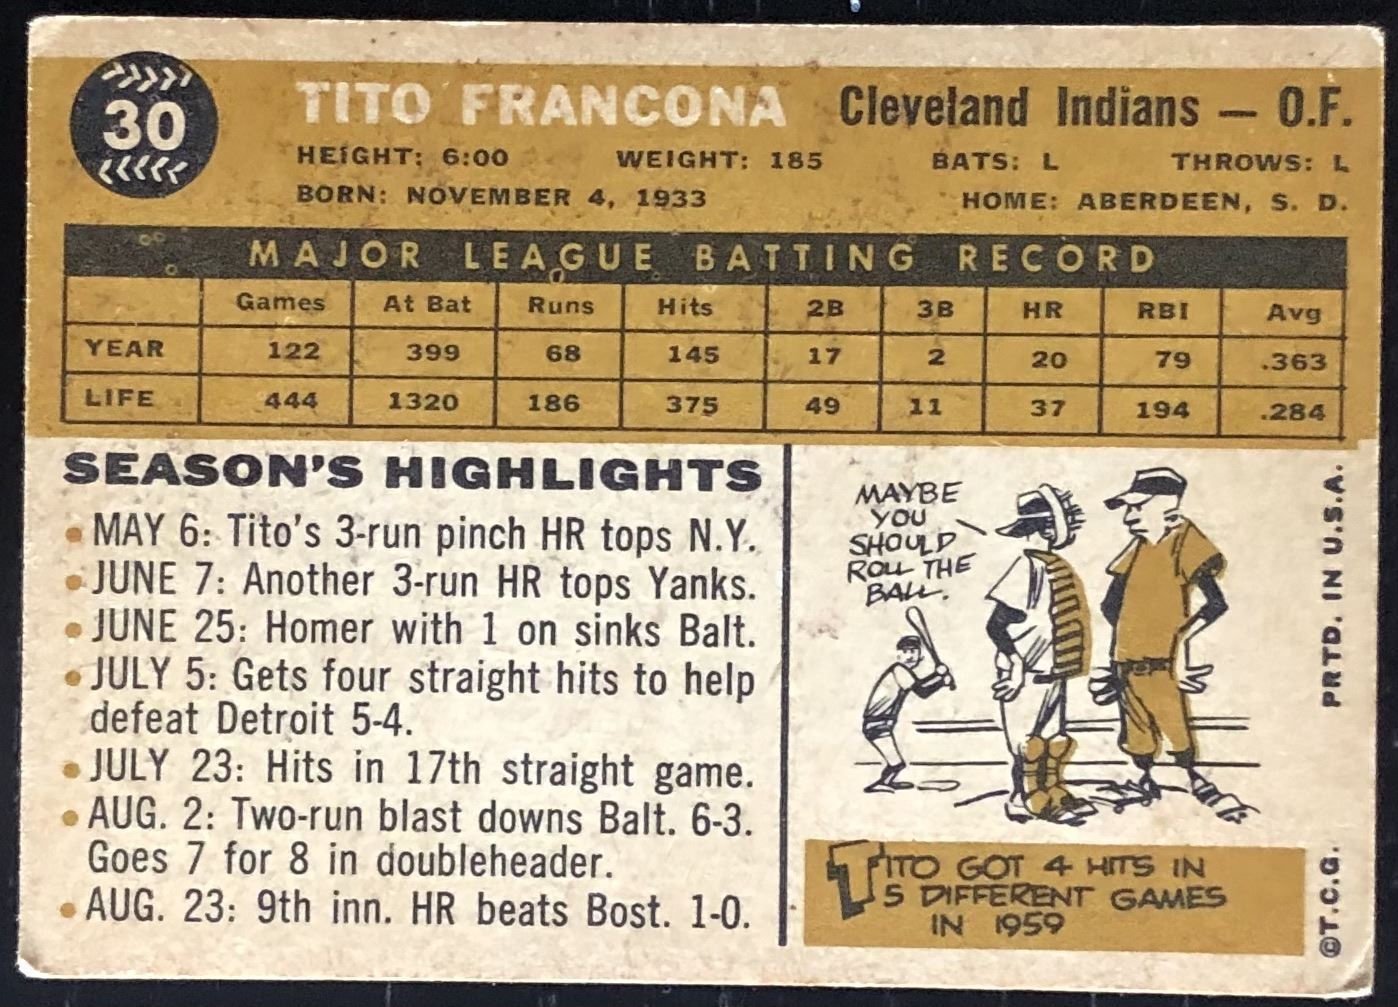 30
TITO FRANCONA Cleveland Indians — O.F.
HEIGHT: 6:00 WEIGHT: 185 BATS: L THROWS: L
BORN: NOVEMBER 4, 1933 HOME: ABERDEEN, S. D.
MAJOR LEAGUE BATTING RECORD
Games At Bat Runs Hits 2B 3B HR RBI Avg
YEAR 122 399 68 145 17 2 20 79 .363
LIFE 444 1320 186 375 49 11 37 194 .284
SEASON'S HIGHLIGHTS
• MAY 6: Tito's 3-run pinch HR tops N.Y.
• JUNE 7: Another 3-run HR tops Yanks.
• JUNE 25: Homer with 1 on sinks Balt.
• JULY 5: Gets four straight hits to help
defeat Detroit 5-4.
• JULY 23: Hits in 17th straight game.
• AUG. 2: Two-run blast downs Balt. 6-3.
Goes 7 for 8 in doubleheader.
• AUG. 23: 9th inn. HR beats Bost. 1-0.
MAYBE
YOU
SHOULD
ROLL THE
BALL.
TITO GOT 4 HITS IN
5 DIFFERENT GAMES
IN 1959
©T.C.G. PRTD. IN U.S.A.